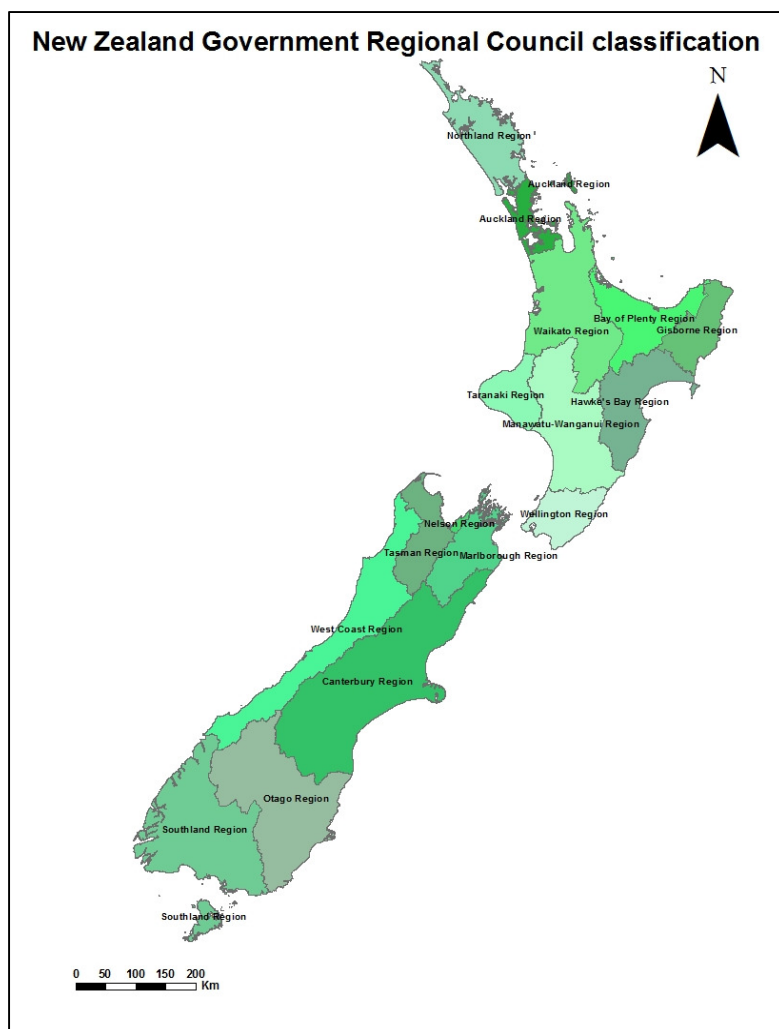 New Zealand Government Regional Council classification
N
Northland Region
Auckland Region
Auckland Region
Bay of Plenty Region
Gisborne Region
Waikato Region
Taranaki Region
Hawke's Bay Region
Manawatu-Wanganui Region
Wellington Region
Nelson Region
Tasman Region
Marlborough Region
West Coast Region
Canterbury Region
Otago Region
Southland Region
Southland Region
0 50 100 150 200
Km